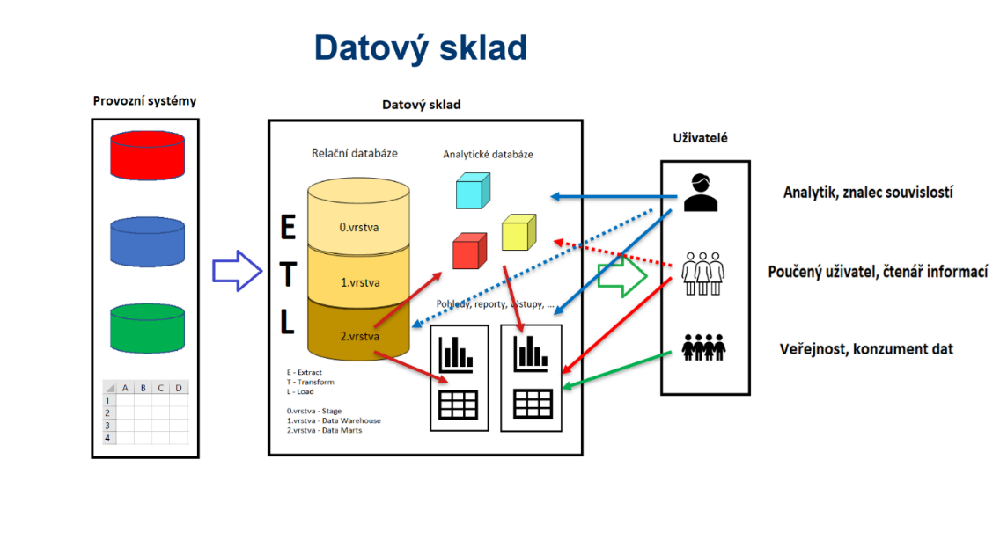 Datový sklad
Provozní systémy
A B C D
1
2
3
4
Datový sklad
Relační databáze
Analytické databáze
E
T
L
0.vrstva
1.vrstva
2.vrstva
Pohledy, reporty, výstupy, ...
E - Extract
T - Transform
L - Load
0.vrstva - Stage
1.vrstva - Data Warehouse
2.vrstva - Data Marts
Uživatelé
Analytik, znalec souvislostí
Poučený uživatel, čtenář informací
Veřejnost, konzument dat